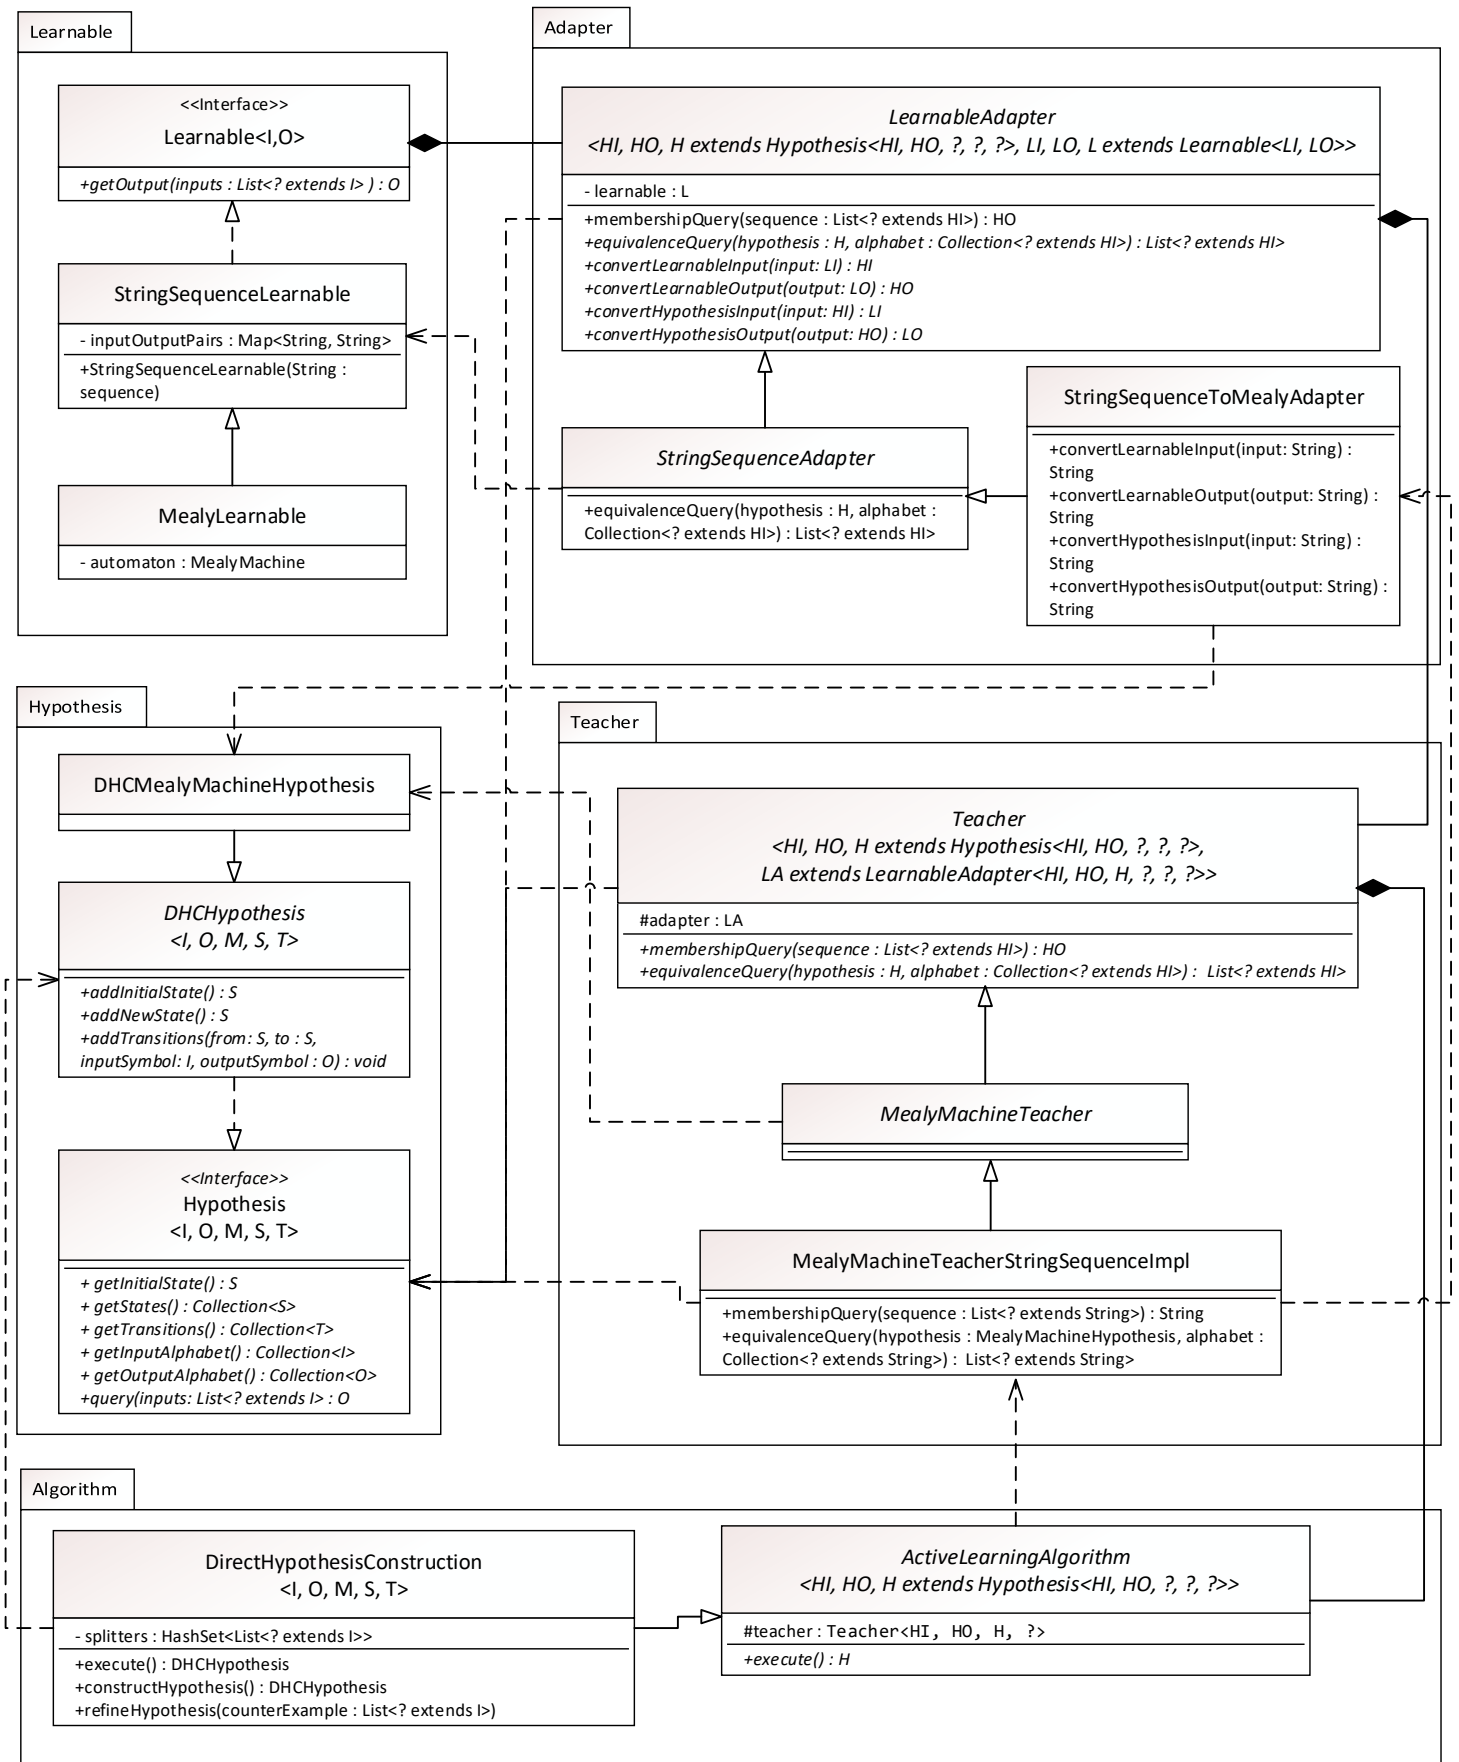 Learnable
<<Interface>>
Learnable<I,O>
+getOutput(inputs : List<? extends I> ) : O
StringSequenceLearnable
- inputOutputPairs : Map<String, String>
+StringSequenceLearnable(String :
sequence)
MealyLearnable
- automaton : MealyMachine
Adapter
LearnableAdapter
<HI, HO, H extends Hypothesis<HI, HO, ?, ?, ?>, LI, LO, L extends Learnable<LI, LO>>
- learnable : L
+membershipQuery(sequence : List<? extends HI>) : HO
+equivalenceQuery(hypothesis : H, alphabet : Collection<? extends HI>) : List<? extends HI>
+convertLearnableInput(input: LI) : HI
+convertLearnableOutput(output: LO) : HO
+convertHypothesisInput(input: HI) : LI
+convertHypothesisOutput(output: HO) : LO
StringSequenceAdapter
+equivalenceQuery(hypothesis : H, alphabet :
Collection<? extends HI>) : List<? extends HI>
StringSequenceToMealyAdapter
+convertLearnableInput(input: String) :
String
+convertLearnableOutput(output: String) :
String
+convertHypothesisInput(input: String) :
String
+convertHypothesisOutput(output: String) :
String
Hypothesis
DHCMealyMachineHypothesis
DHCHypothesis
<I, O, M, S, T>
+addInitialState() : S
+addNewState() : S
+addTransitions(from: S, to : S,
inputSymbol: I, outputSymbol : O) : void
<<Interface>>
Hypothesis
<I, O, M, S, T>
+ getInitialState() : S
+ getStates() : Collection<S>
+ getTransitions() : Collection<T>
+ getInputAlphabet() : Collection<I>
+ getOutputAlphabet() : Collection<O>
+query(inputs: List<? extends I> : O
Teacher
Teacher
<HI, HO, H extends Hypothesis<HI, HO, ?, ?, ?>,
LA extends LearnableAdapter<HI, HO, H, ?, ?, ?>>
#adapter : LA
+membershipQuery(sequence : List<? extends HI>) : HO
+equivalenceQuery(hypothesis : H, alphabet : Collection<? extends HI>) :  List<? extends HI>
MealyMachineTeacher
MealyMachineTeacherStringSequenceImpl
+membershipQuery(sequence : List<? extends String>) : String
+equivalenceQuery(hypothesis : MealyMachineHypothesis, alphabet :
Collection<? extends String>) :  List<? extends String>
Algorithm
DirectHypothesisConstruction
<I, O, M, S, T>
- splitters : HashSet<List<? extends I>>
+execute() : DHCHypothesis
+constructHypothesis() : DHCHypothesis
+refineHypothesis(counterExample : List<? extends I>)
ActiveLearningAlgorithm
<HI, HO, H extends Hypothesis<HI, HO, ?, ?, ?>>
#teacher : Teacher<HI, HO, H, ?>
+execute() : H